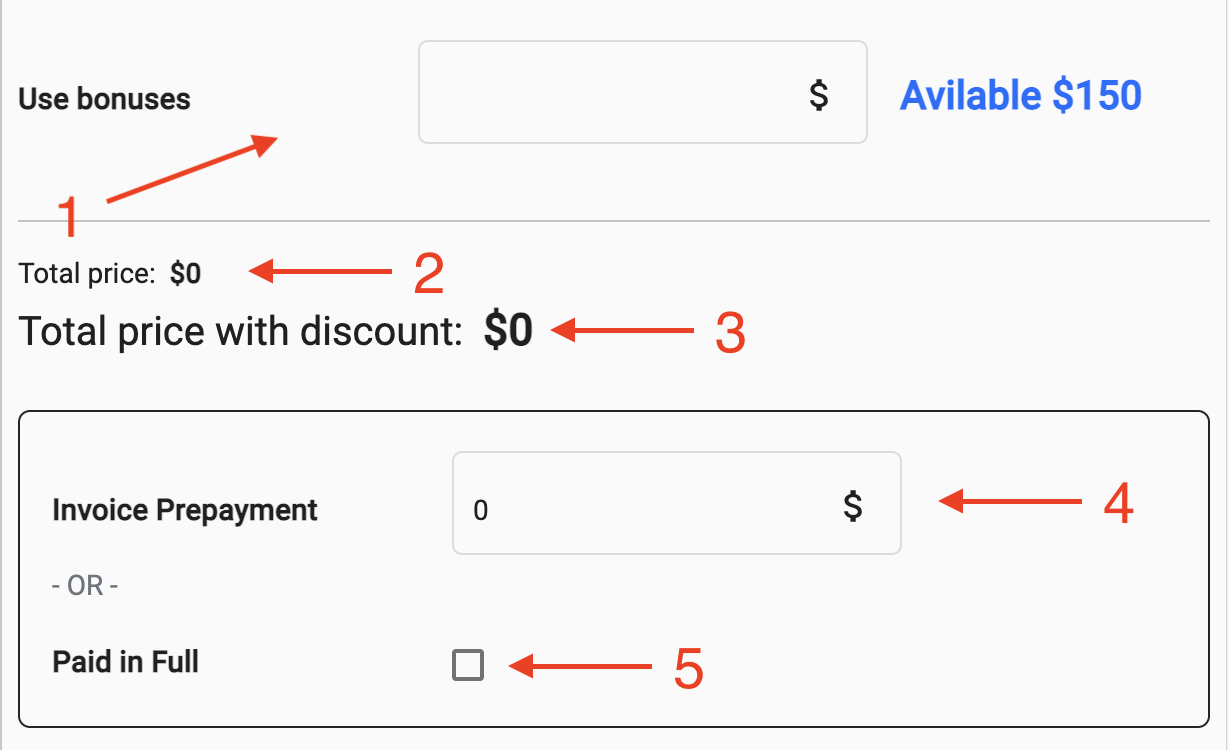 Use bonuses $ Avilable $150
1
Total price: $0 2
Total price with discount: $0 3
Invoice Prepayment 0 $ 4
- OR -
Paid in Full 5